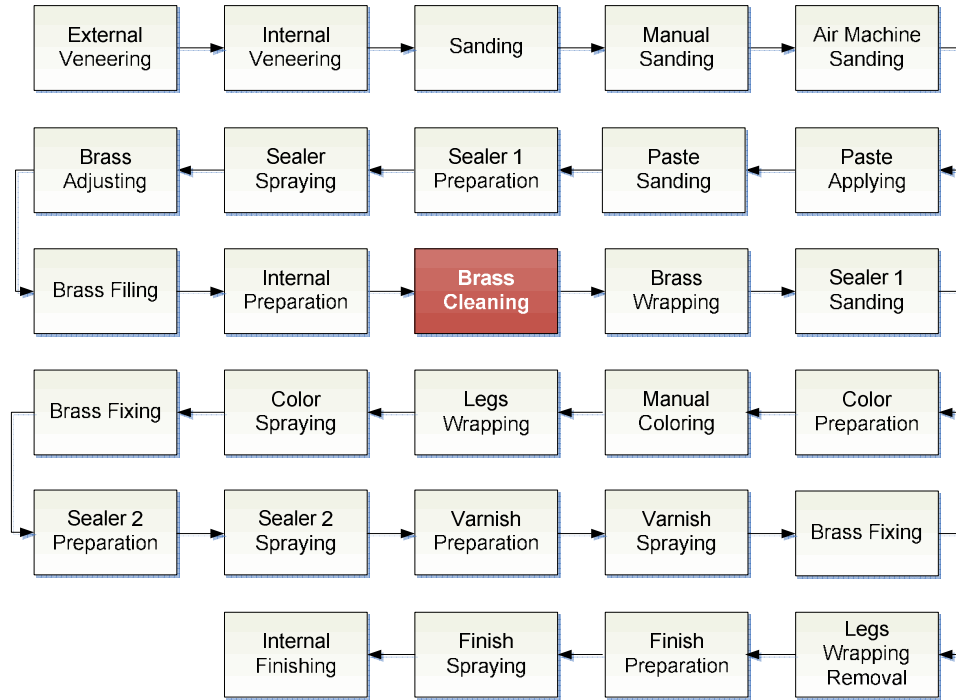 External
Veneering
Internal
Veneering
Sanding
Manual
Sanding
Air Machine
Sanding
Brass
Adjusting
Sealer
Spraying
Sealer 1
Preparation
Paste
Sanding
Paste
Applying
Brass Filing
Internal
Preparation
Brass
Cleaning
Brass
Wrapping
Sealer 1
Sanding
Brass Fixing
Color
Spraying
Legs
Wrapping
Manual
Coloring
Color
Preparation
Sealer 2
Preparation
Sealer 2
Spraying
Varnish
Preparation
Varnish
Spraying
Brass Fixing
Internal
Finishing
Finish
Spraying
Finish
Preparation
Legs
Wrapping
Removal